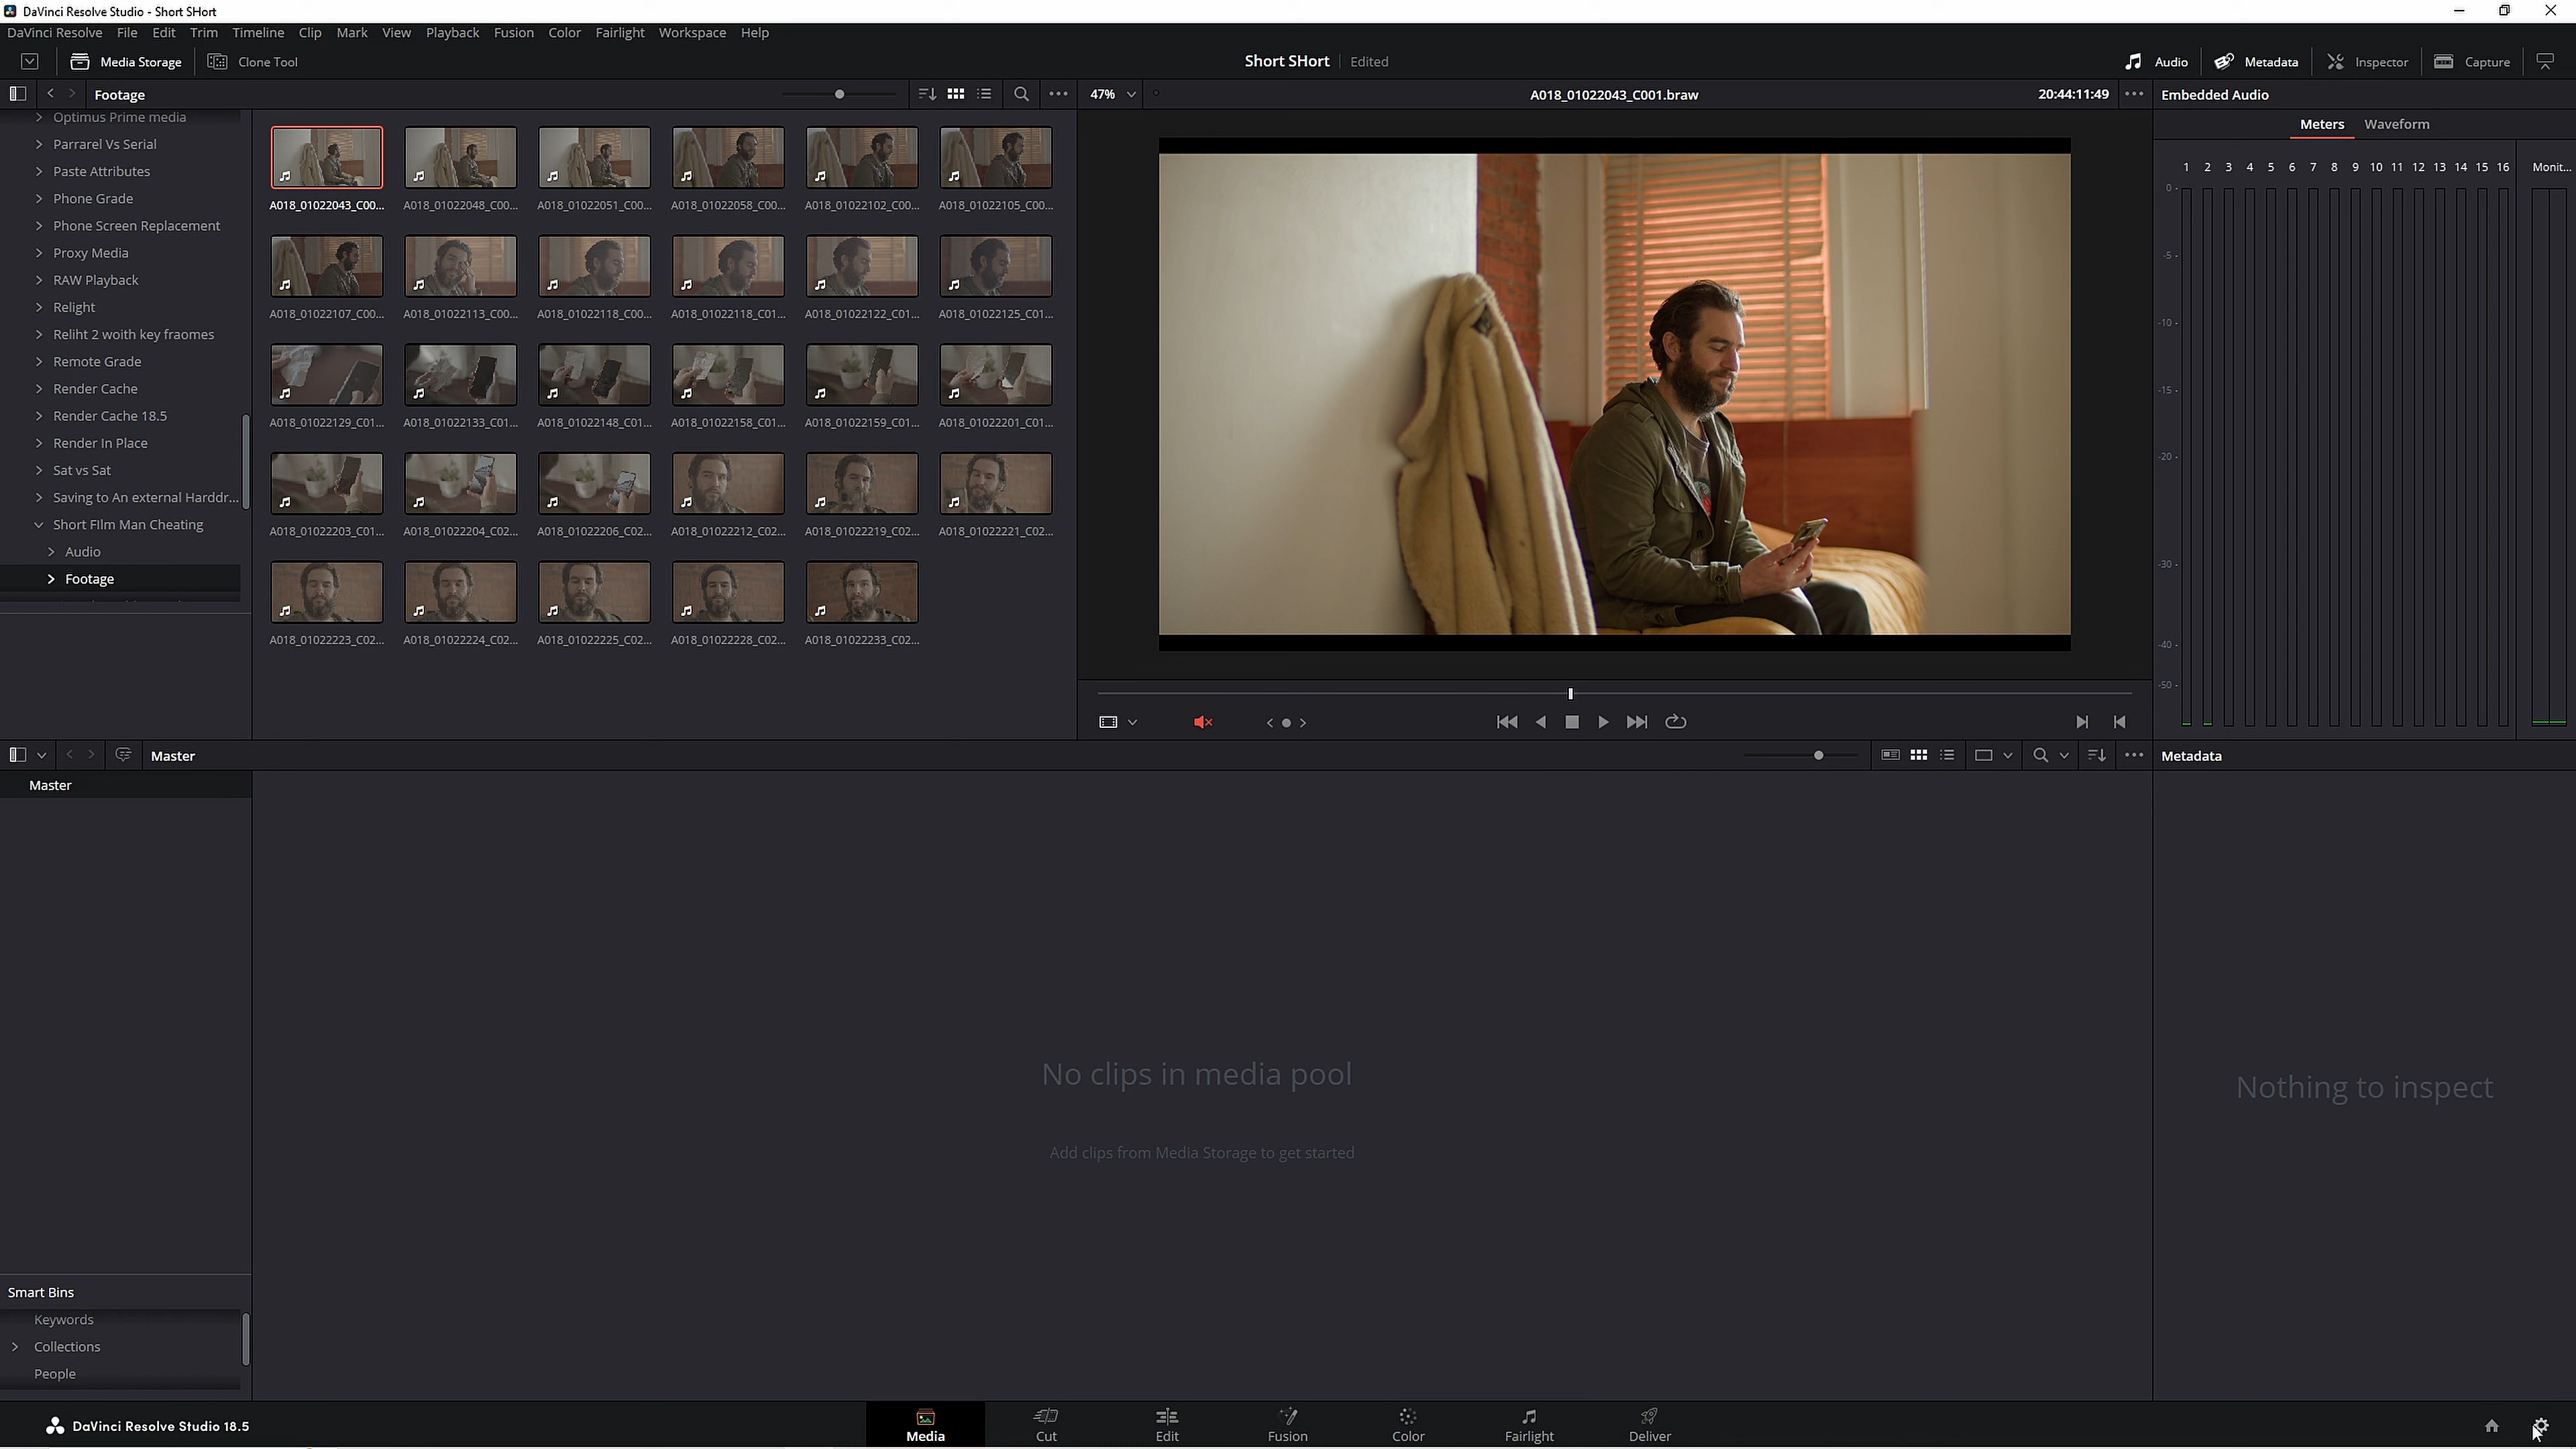 DaVinci Resolve Studio - Short SHort
DaVinci Resolve File Edit Trim Timeline Clip Mark View Playback Fusion Color Fairlight Workspace Help
Media Storage Clone Tool Short SHort Edited Audio Metadata Inspector Capture
Footage 47% A018_01022043_C001.braw 20:44:11:49 Embedded Audio
Meters Waveform
1 2 3 4 5 6 7 8 9 10 11 12 13 14 15 16 Monit...
0 -
-5 -
-10 -
-15 -
-20 -
-30 -
-40 -
-50 -
Optimus Prime media
Parrarel Vs Serial
Paste Attributes
Phone Grade
Phone Screen Replacement
Proxy Media
RAW Playback
Relight
Reliht 2 woith key fraomes
Remote Grade
Render Cache
Render Cache 18.5
Render In Place
Sat vs Sat
Saving to An external Harddr...
Short FIlm Man Cheating
Audio
Footage
A018_01022043_C00... A018_01022048_C00... A018_01022051_C00... A018_01022058_C00... A018_01022102_C00... A018_01022105_C00...
A018_01022107_C00... A018_01022113_C00... A018_01022118_C00... A018_01022118_C01... A018_01022122_C01... A018_01022125_C01...
A018_01022129_C01... A018_01022133_C01... A018_01022148_C01... A018_01022158_C01... A018_01022159_C01... A018_01022201_C01...
A018_01022203_C01... A018_01022204_C02... A018_01022206_C02... A018_01022212_C02... A018_01022219_C02... A018_01022221_C02...
A018_01022223_C02... A018_01022224_C02... A018_01022225_C02... A018_01022228_C02... A018_01022233_C02...
Master Metadata
Master
No clips in media pool
Add clips from Media Storage to get started
Nothing to inspect
Smart Bins
Keywords
Collections
People
DaVinci Resolve Studio 18.5
Media Cut Edit Fusion Color Fairlight Deliver